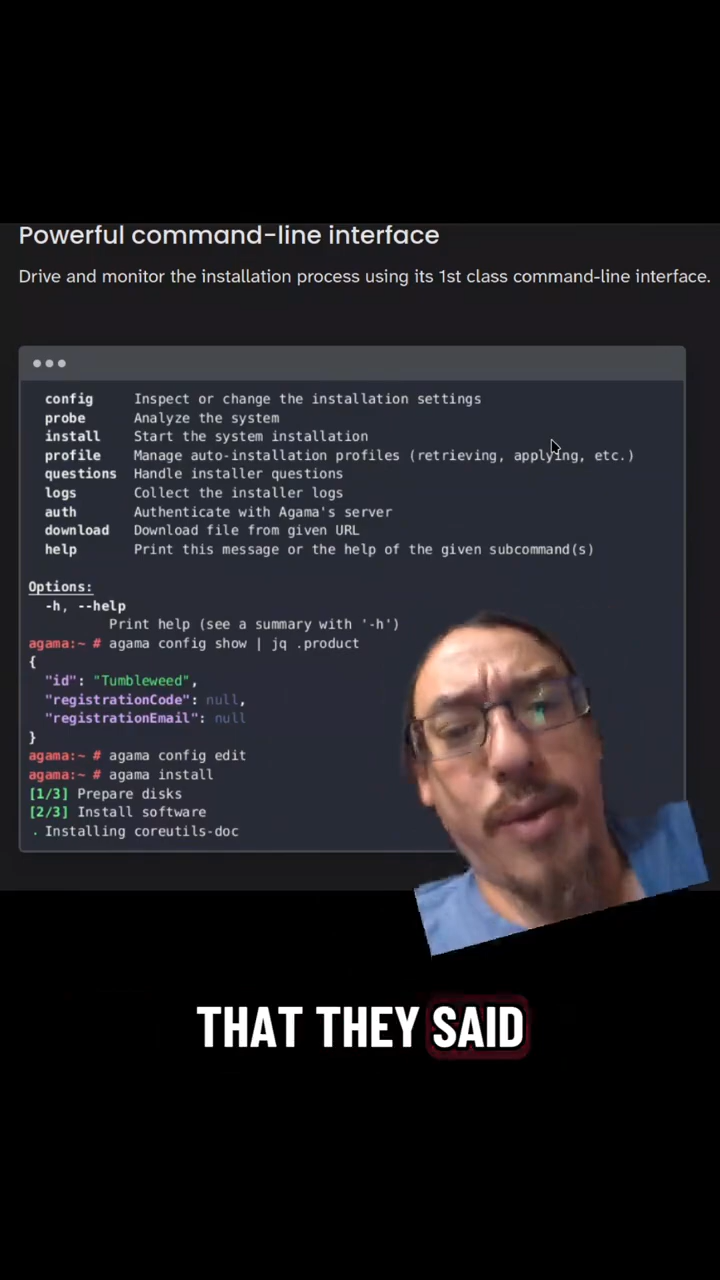 Powerful command-line interface
Drive and monitor the installation process using its 1st class command-line interface.
config Inspect or change the installation settings
probe Analyze the system
install Start the system installation
profile Manage auto-installation profiles (retrieving, applying, etc.)
questions Handle installer questions
logs Collect the installer logs
auth Authenticate with Agama's server
download Download file from given URL
help Print this message or the help of the given subcommand(s)
Options:
-h, --help
Print help (see a summary with '-h')
agama:~ # agama config show | jq .product
{
"id": "Tumbleweed",
"registrationCode": null,
"registrationEmail": null
}
agama:~ # agama config edit
agama:~ # agama install
[1/3] Prepare disks
[2/3] Install software
. Installing coreutils-doc
THAT THEY SAID